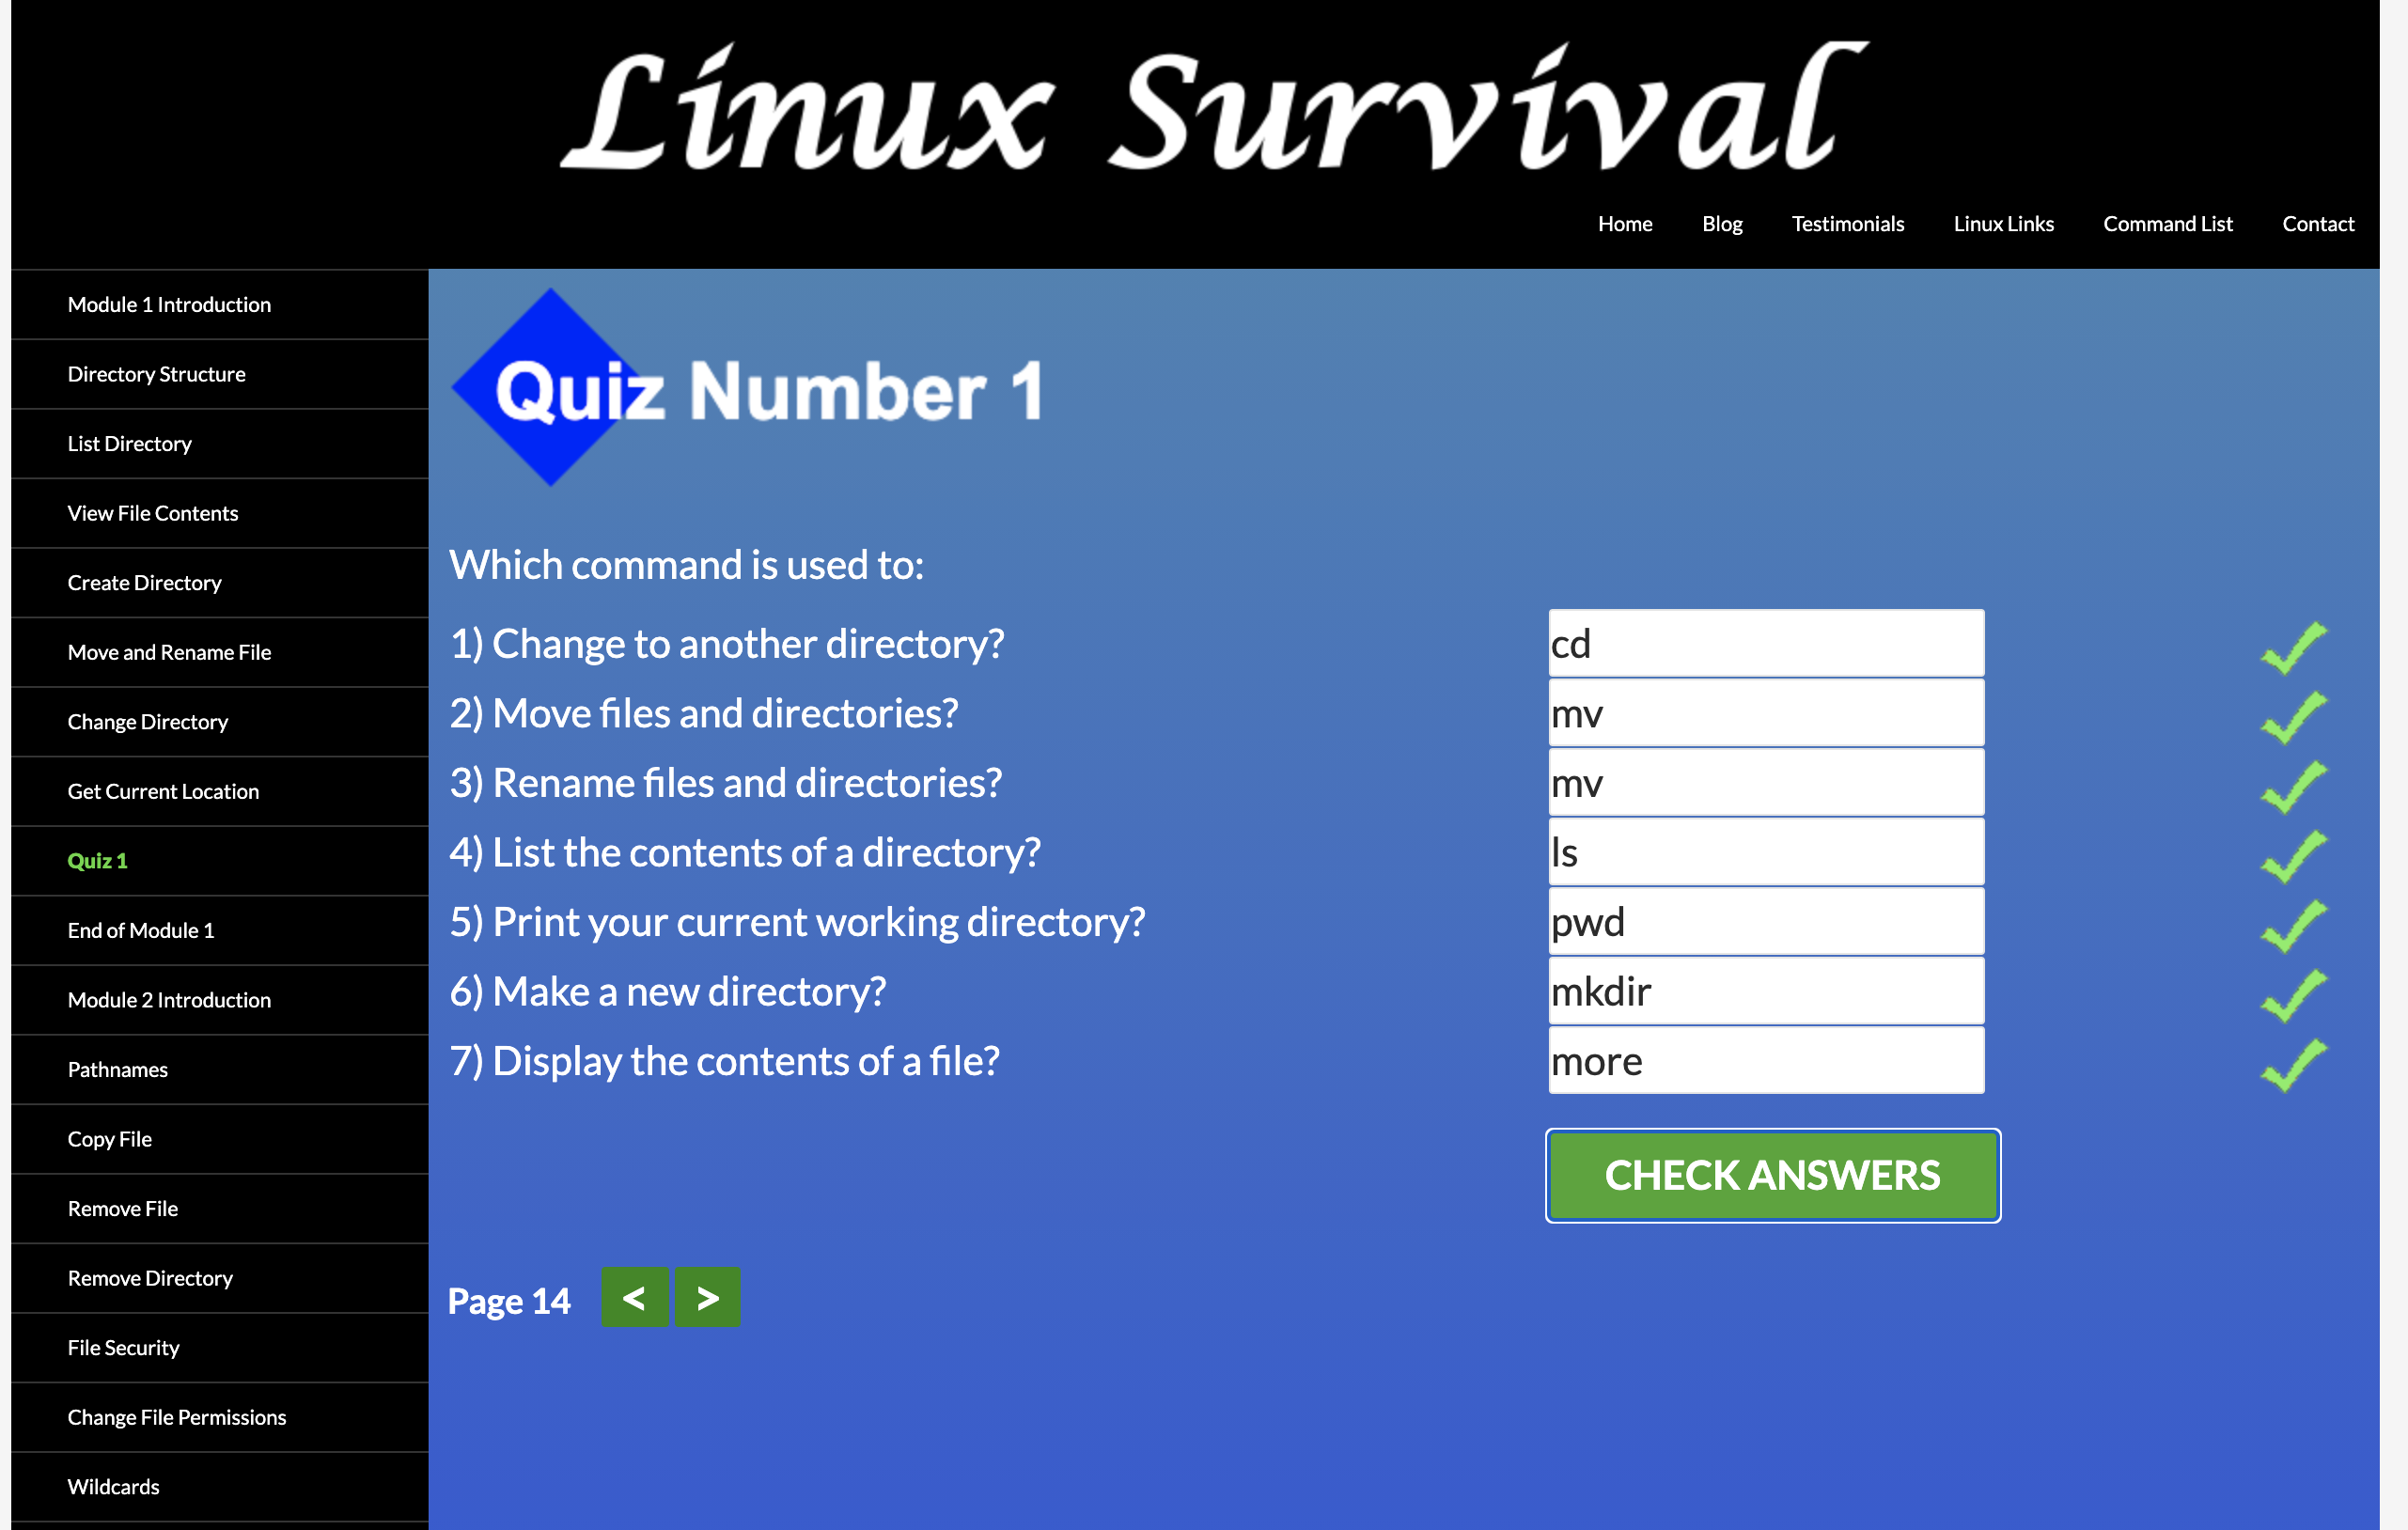 Linux Survival
Home Blog Testimonials Linux Links Command List Contact
Module 1 Introduction
Directory Structure
List Directory
View File Contents
Create Directory
Move and Rename File
Change Directory
Get Current Location
Quiz 1
End of Module 1
Module 2 Introduction
Pathnames
Copy File
Remove File
Remove Directory
File Security
Change File Permissions
Wildcards
Quiz Number 1
Which command is used to:
1) Change to another directory? cd
2) Move files and directories? mv
3) Rename files and directories? mv
4) List the contents of a directory? ls
5) Print your current working directory? pwd
6) Make a new directory? mkdir
7) Display the contents of a file? more
CHECK ANSWERS
Page 14 < >